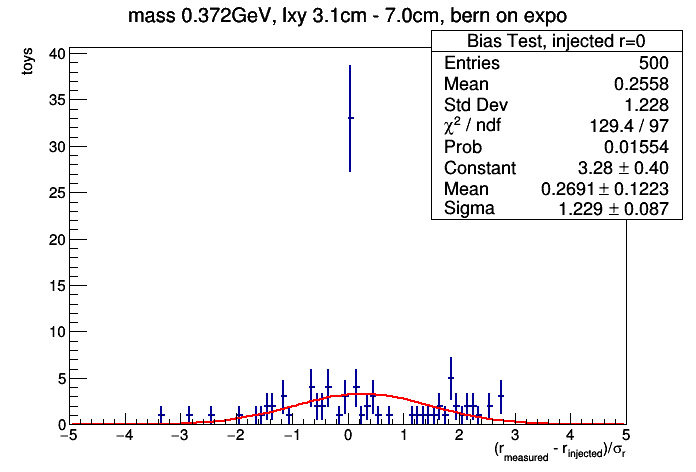 mass 0.372GeV, lxy 3.1cm - 7.0cm, bern on expo
Bias Test, injected r=0
Entries 500
Mean 0.2558
Std Dev 1.228
χ² / ndf 129.4 / 97
Prob 0.01554
Constant 3.28 ± 0.40
Mean 0.2691 ± 0.1223
Sigma 1.229 ± 0.087
toys
40
35
30
25
20
15
10
5
0
−5 −4 −3 −2 −1 0 1 2 3 4 5
(r_measured - r_injected)/σ_r